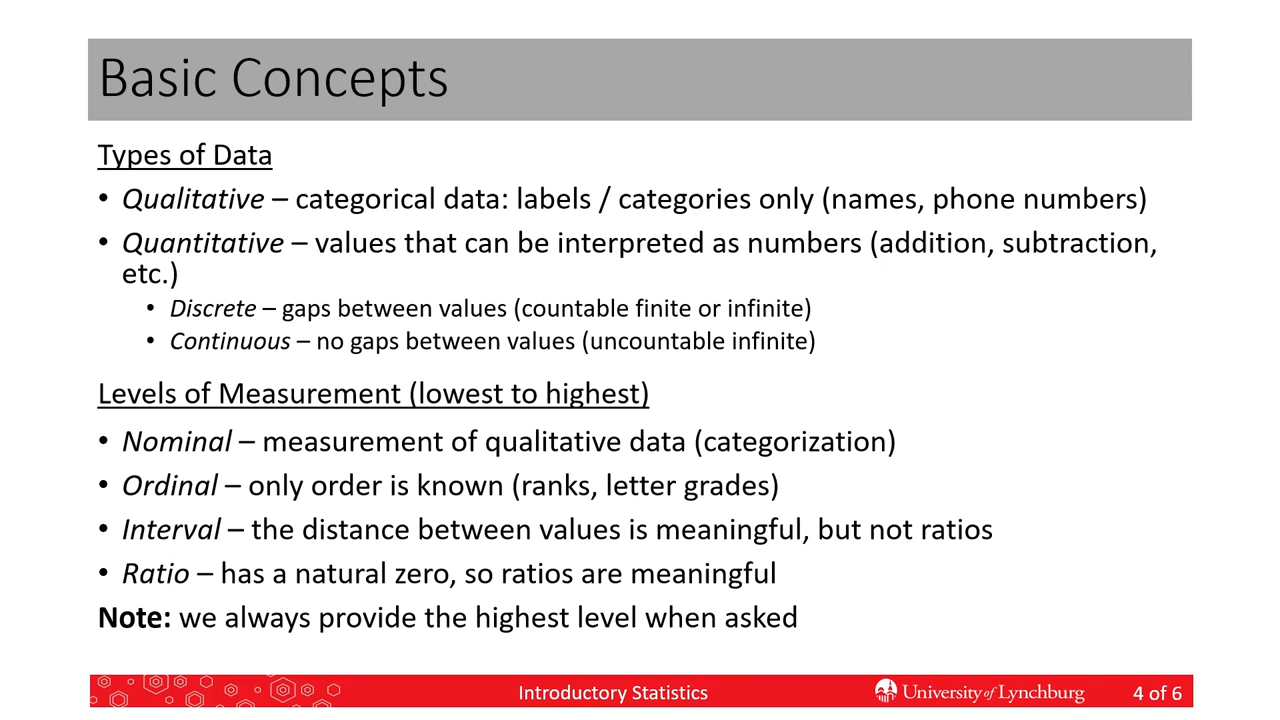 Basic Concepts
Types of Data
• Qualitative – categorical data: labels / categories only (names, phone numbers)
• Quantitative – values that can be interpreted as numbers (addition, subtraction,
etc.)
• Discrete – gaps between values (countable finite or infinite)
• Continuous – no gaps between values (uncountable infinite)
Levels of Measurement (lowest to highest)
• Nominal – measurement of qualitative data (categorization)
• Ordinal – only order is known (ranks, letter grades)
• Interval – the distance between values is meaningful, but not ratios
• Ratio – has a natural zero, so ratios are meaningful
Note: we always provide the highest level when asked
Introductory Statistics
University of Lynchburg
4 of 6